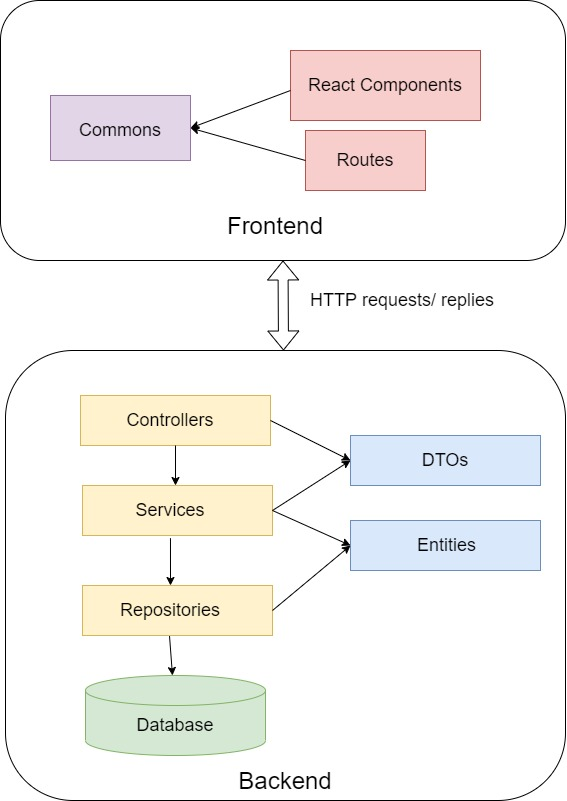 React Components
Commons
Routes
Frontend
HTTP requests/ replies
Controllers
DTOs
Services
Entities
Repositories
Database
Backend